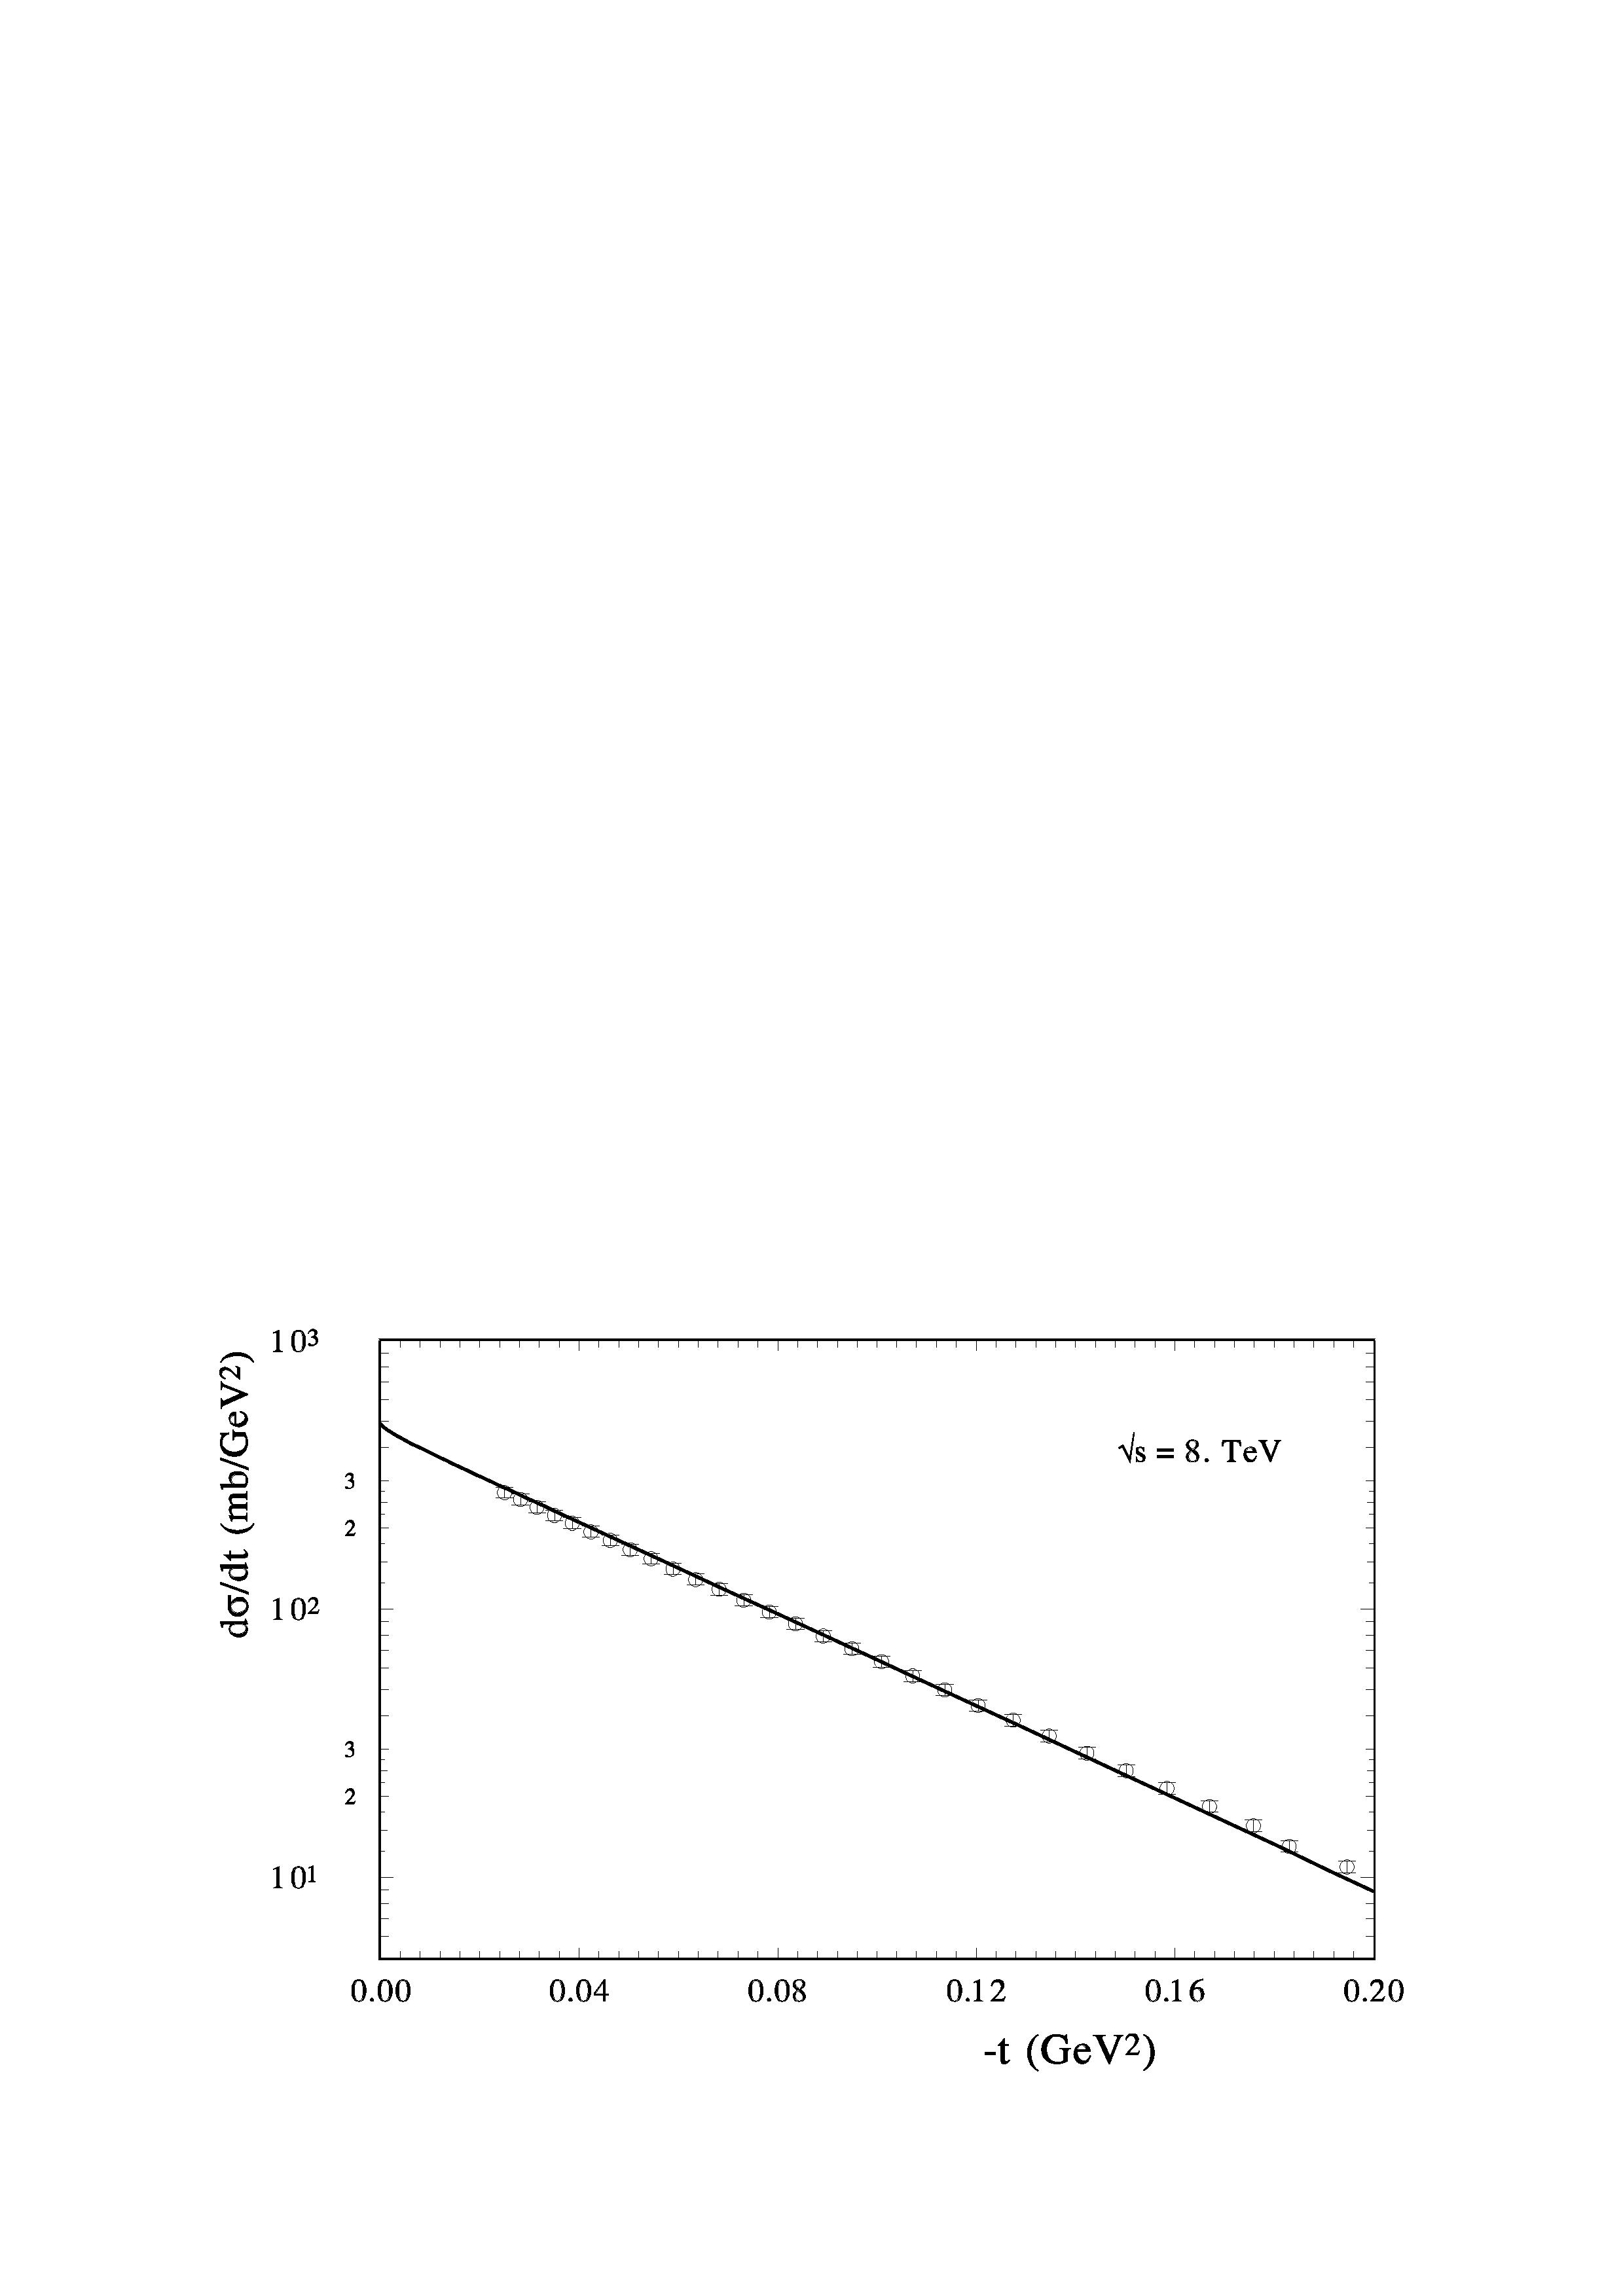 10³
dσ/dt (mb/GeV²)
√s = 8. TeV
3
2
10²
3
2
10¹
0.00 0.04 0.08 0.12 0.16 0.20
-t (GeV²)